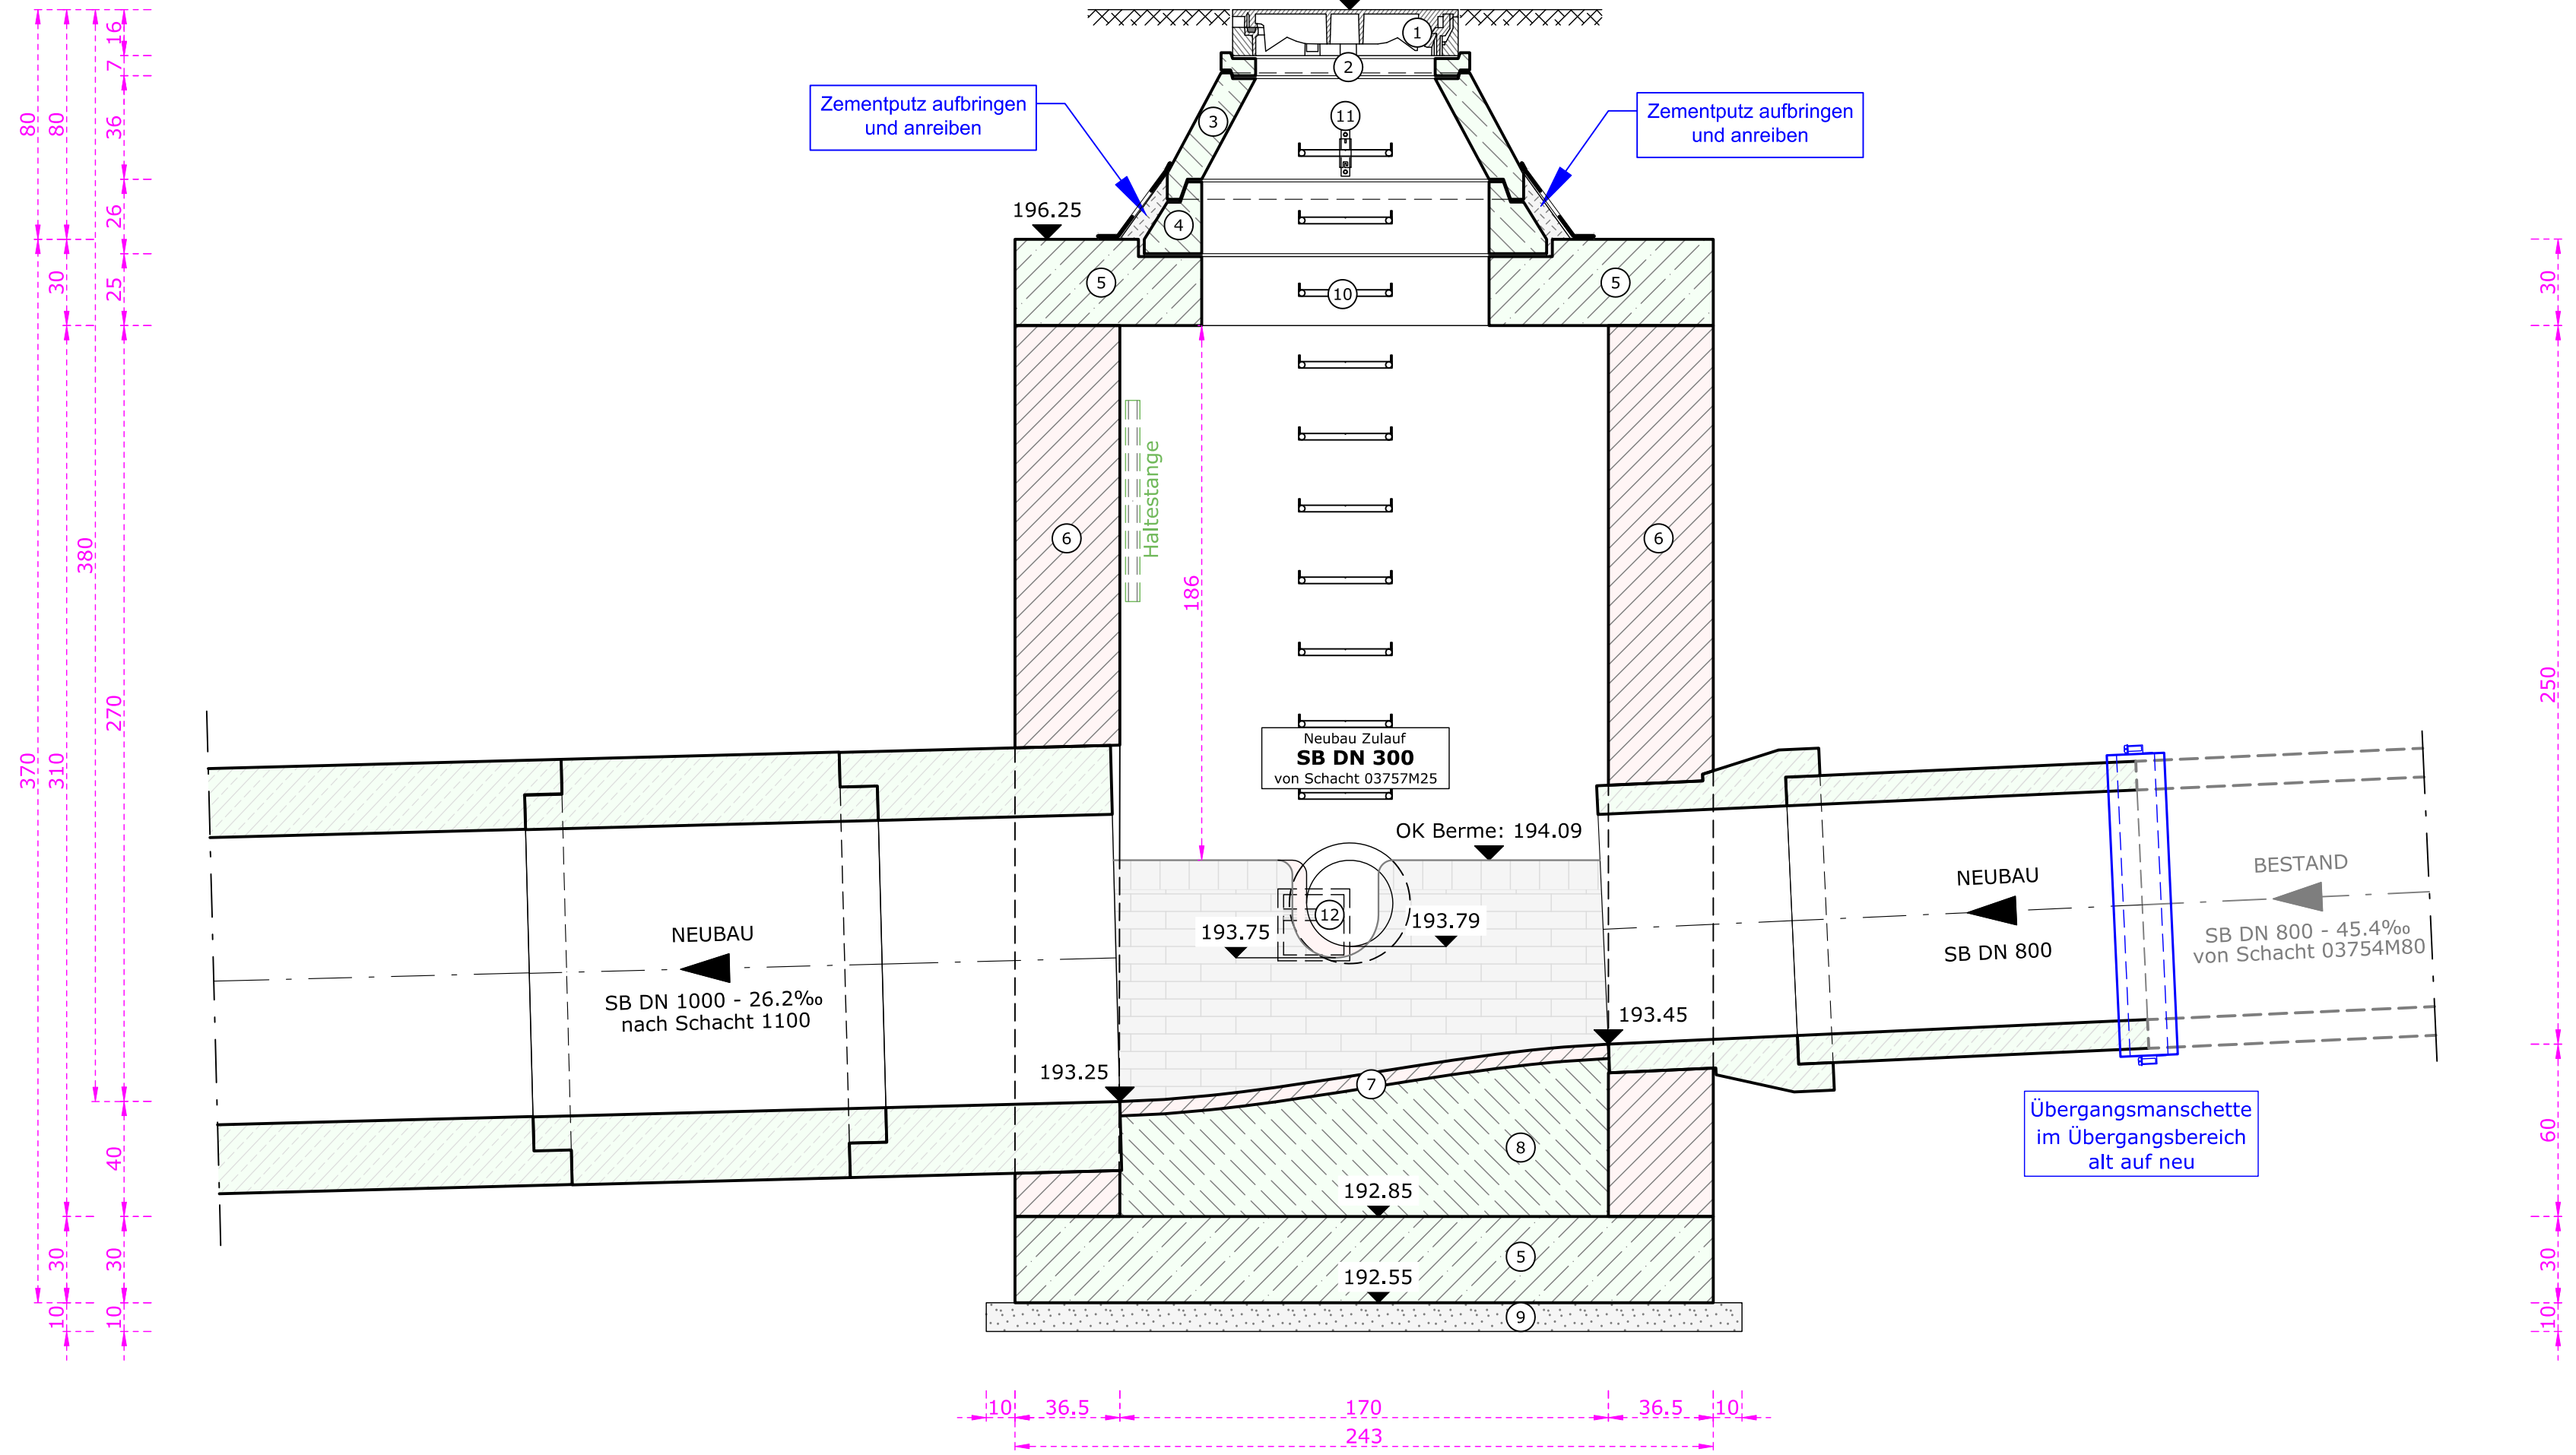 16
7
36
26
25
270
40
30
10
380
80
30
310
30
10
80
370
1
2
3
11
4
Zementputz aufbringen
und anreiben
Zementputz aufbringen
und anreiben
196.25
5
10
5
30
6
Haltestange
186
6
250
Neubau Zulauf
SB DN 300
von Schacht 03757M25
OK Berme: 194.09
12
193.75
193.79
NEUBAU
SB DN 1000 - 26.2‰
nach Schacht 1100
NEUBAU
SB DN 800
BESTAND
SB DN 800 - 45.4‰
von Schacht 03754M80
193.45
193.25
7
8
Übergangsmanschette
im Übergangsbereich
alt auf neu
60
192.85
5
30
192.55
9
10
10
36.5
170
36.5
10
243